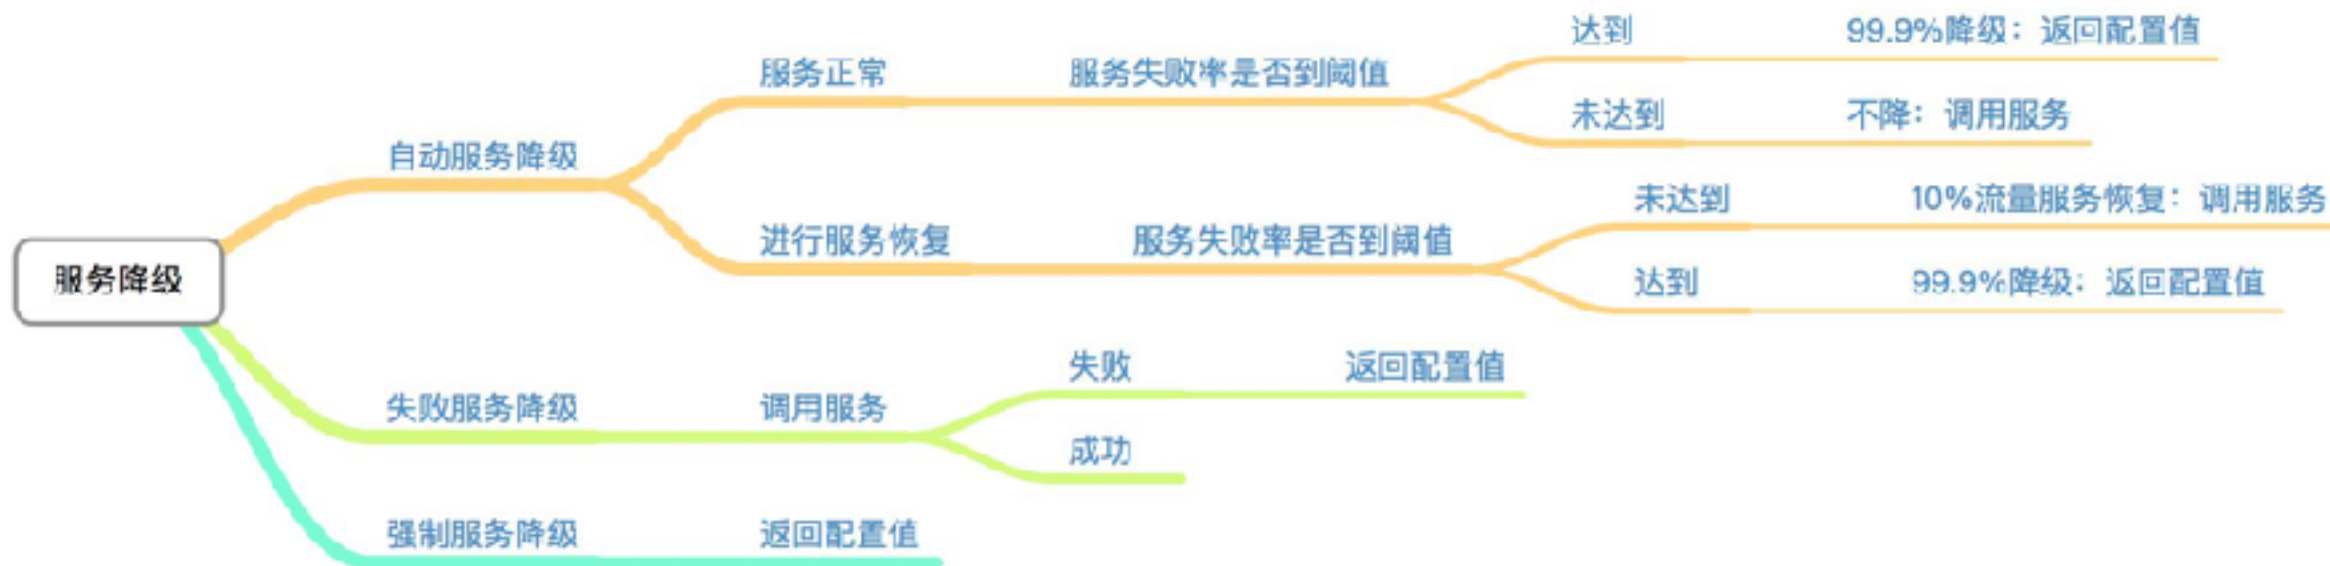 服务降级
自动服务降级
服务正常
服务失败率是否到阈值
达到
99.9%降级：返回配置值
未达到
不降：调用服务
进行服务恢复
服务失败率是否到阈值
未达到
10%流量服务恢复：调用服务
达到
99.9%降级：返回配置值
失败服务降级
调用服务
失败
返回配置值
成功
强制服务降级
返回配置值